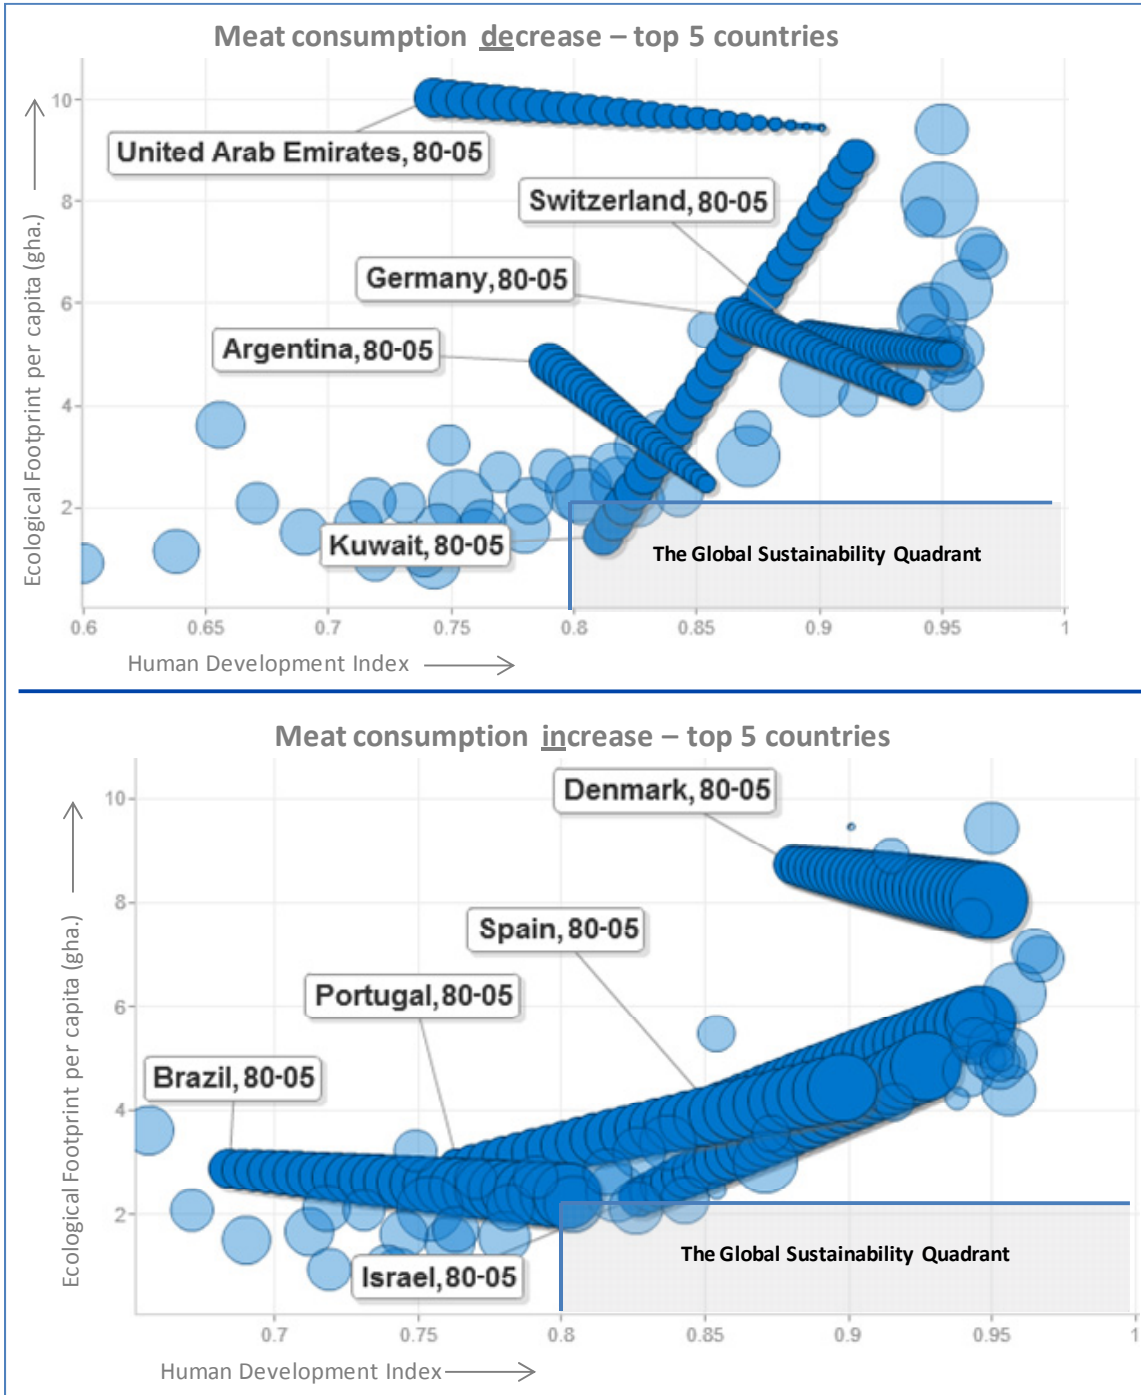 Meat consumption decrease – top 5 countries
Ecological Footprint per capita (gha.)
10
8
6
4
2
United Arab Emirates, 80-05
Switzerland, 80-05
Germany, 80-05
Argentina, 80-05
Kuwait, 80-05
The Global Sustainability Quadrant
0.6 0.65 0.7 0.75 0.8 0.85 0.9 0.95 1
Human Development Index
Meat consumption increase – top 5 countries
Ecological Footprint per capita (gha.)
10
8
6
4
2
Denmark, 80-05
Spain, 80-05
Portugal, 80-05
Brazil, 80-05
Israel, 80-05
The Global Sustainability Quadrant
0.7 0.75 0.8 0.85 0.9 0.95 1
Human Development Index